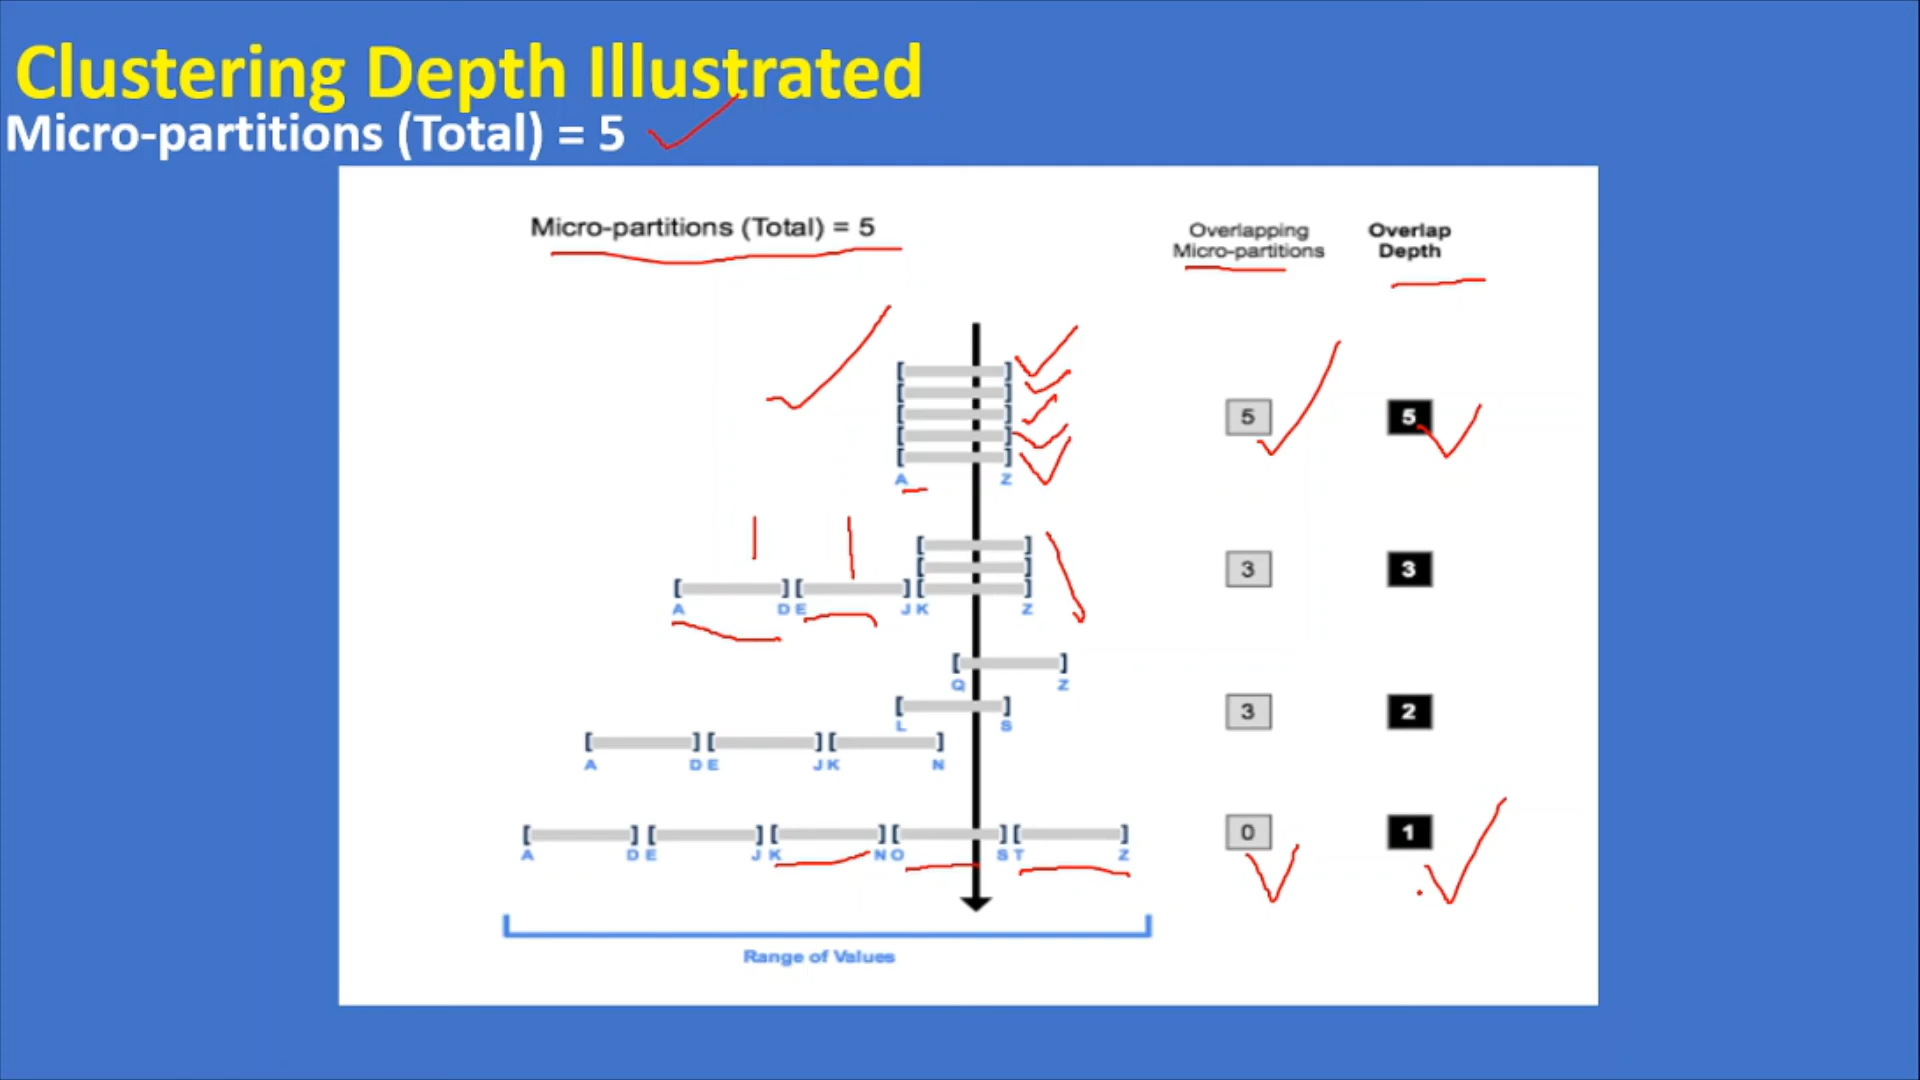 Clustering Depth Illustrated
Micro-partitions (Total) = 5
Micro-partitions (Total) = 5
Overlapping
Micro-partitions
Overlap
Depth
A Z
5 5
A D E J K Z
3 3
Q Z
L S
3 2
A D E J K N
A D E J K N O S T Z
0 1
Range of Values